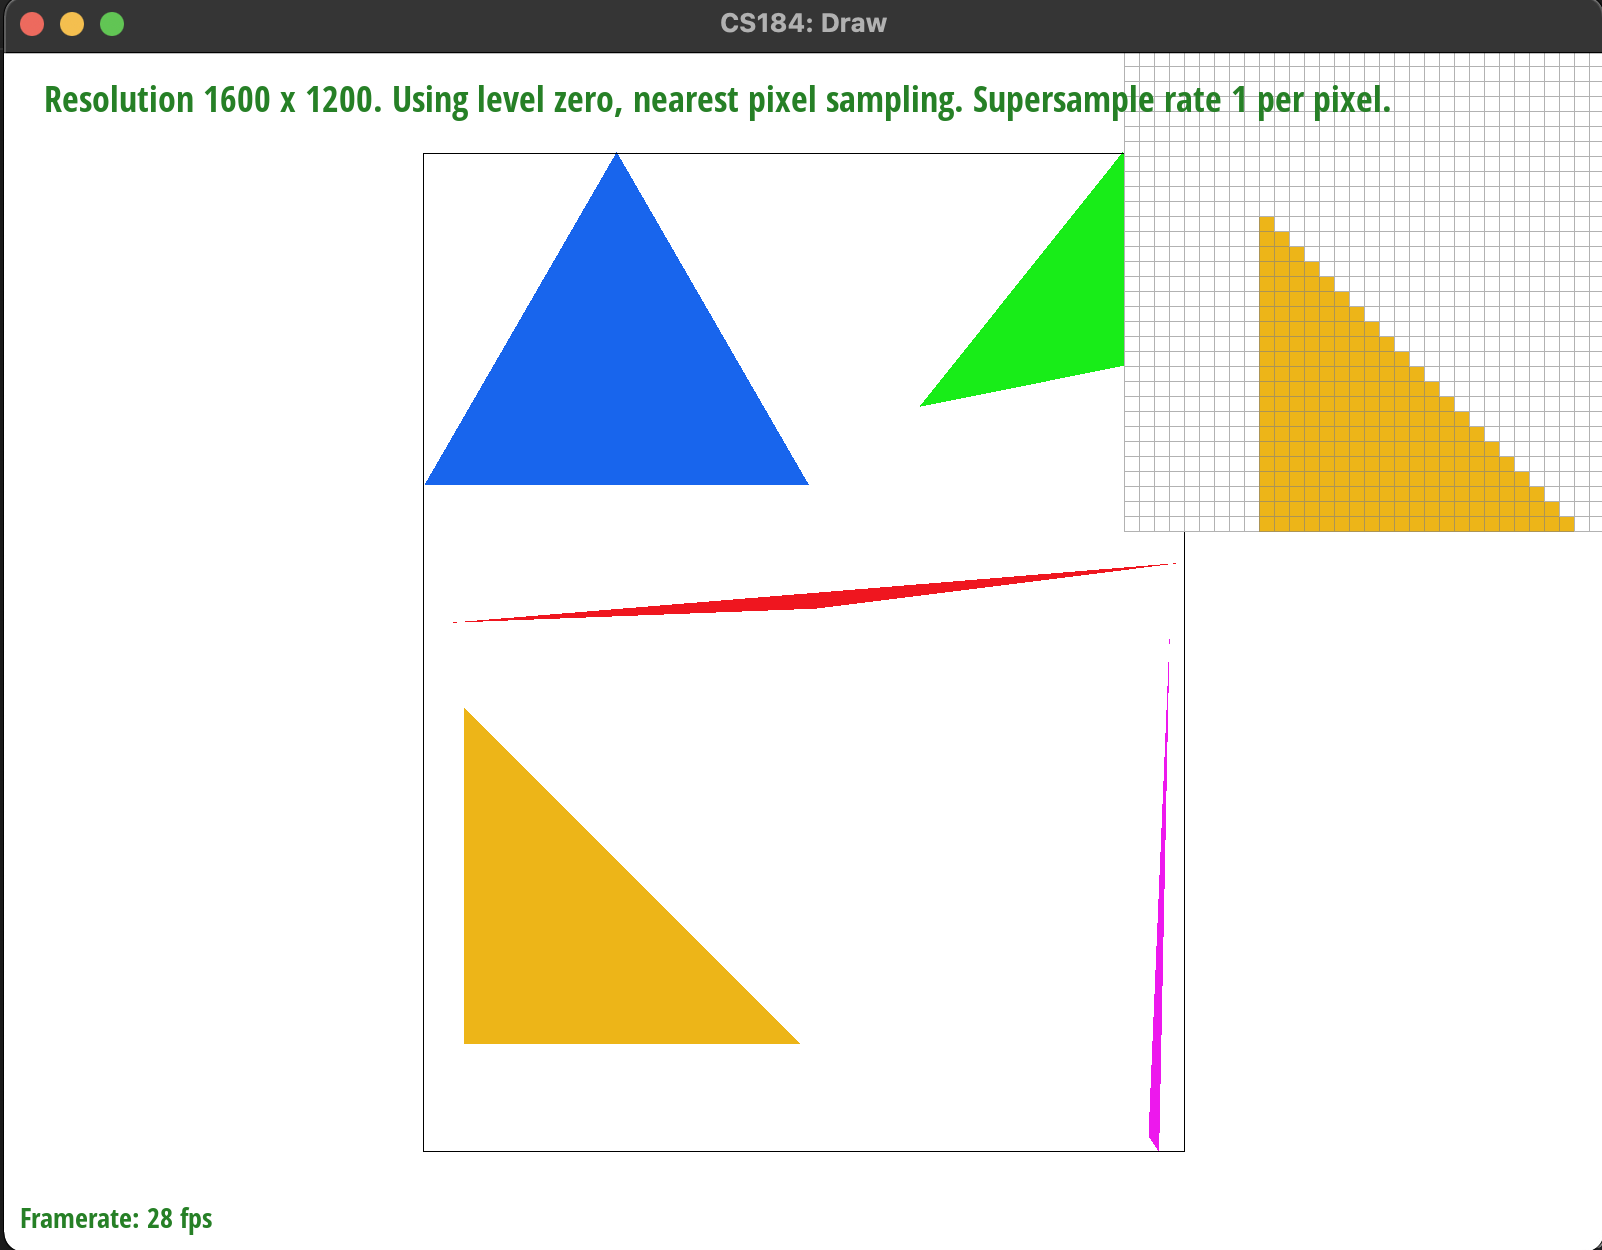 CS184: Draw
Resolution 1600 x 1200. Using level zero, nearest pixel sampling. Supersample rate 1 per pixel.
Framerate: 28 fps